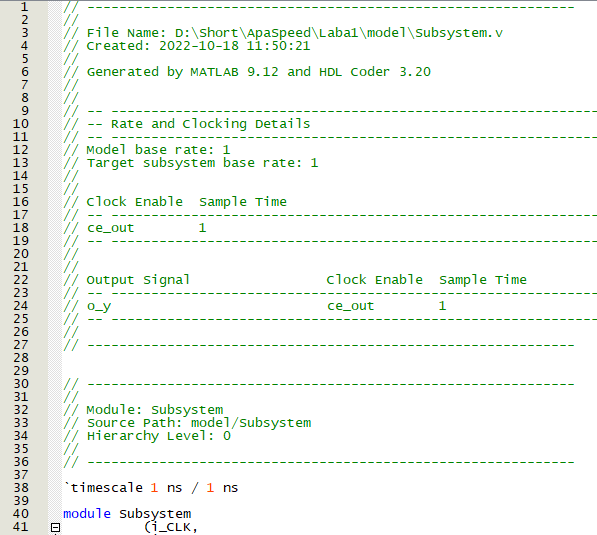 1 // ------------------------------------------------------------
2 //
3 // File Name: D:\Short\ApaSpeed\Laba1\model\Subsystem.v
4 // Created: 2022-10-18 11:50:21
5 //
6 // Generated by MATLAB 9.12 and HDL Coder 3.20
7 //
8 //
9 // -- ------------------------------------------------------------
10 // -- Rate and Clocking Details
11 // -- ------------------------------------------------------------
12 // Model base rate: 1
13 // Target subsystem base rate: 1
14 //
15 //
16 // Clock Enable  Sample Time
17 // -- ------------------------------------------------------------
18 // ce_out        1
19 // -- ------------------------------------------------------------
20 //
21 //
22 // Output Signal                 Clock Enable  Sample Time
23 // -- ------------------------------------------------------------
24 // o_y                           ce_out        1
25 // -- ------------------------------------------------------------
26 //
27 // ------------------------------------------------------------
28
29
30 // ------------------------------------------------------------
31 //
32 // Module: Subsystem
33 // Source Path: model/Subsystem
34 // Hierarchy Level: 0
35 //
36 // ------------------------------------------------------------
37
38 `timescale 1 ns / 1 ns
39
40 module Subsystem
41           (i_CLK,